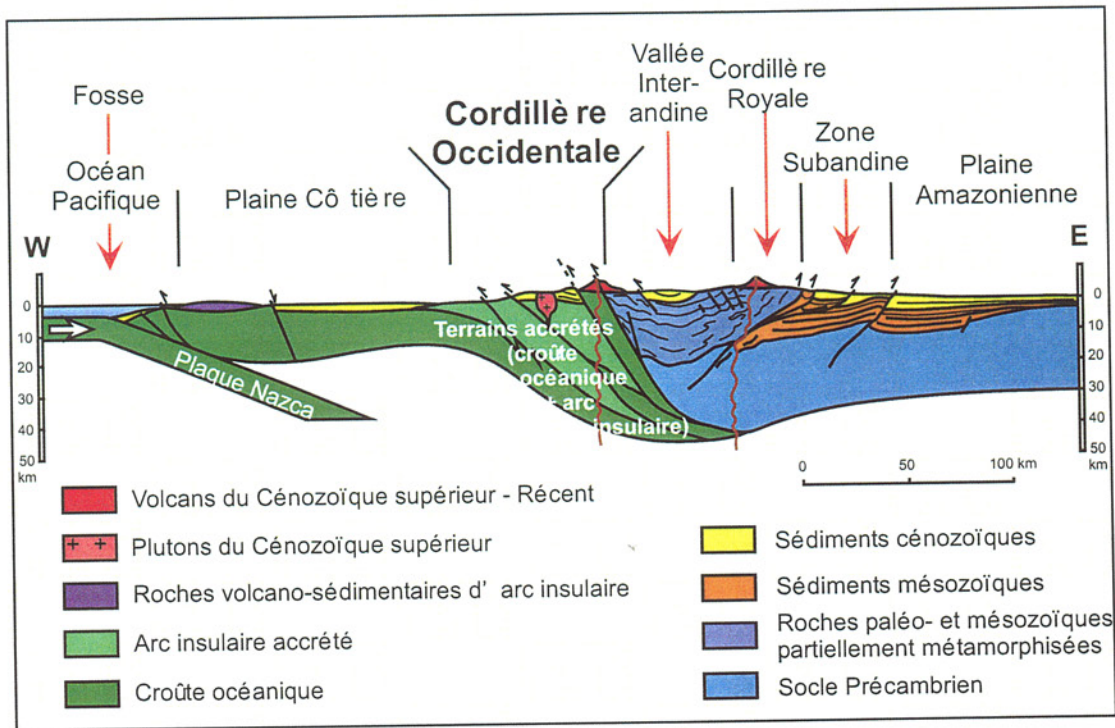 Fosse
Océan
Pacifique
Plaine Cô tiè re
Cordillè re
Occidentale
Vallée
Inter-
andine
Cordillè re
Royale
Zone
Subandine
Plaine
Amazonienne
W
E
0
10
20
30
40
50
km
0
10
20
30
40
50
km
Plaque Nazca
Terrains accrétés
(croûte
océanique
+ arc
insulaire)
0 50 100 km
Volcans du Cénozoïque supérieur - Récent
Plutons du Cénozoïque supérieur
Roches volcano-sédimentaires d' arc insulaire
Arc insulaire accrété
Croûte océanique
Sédiments cénozoïques
Sédiments mésozoïques
Roches paléo- et mésozoïques
partiellement métamorphisées
Socle Précambrien